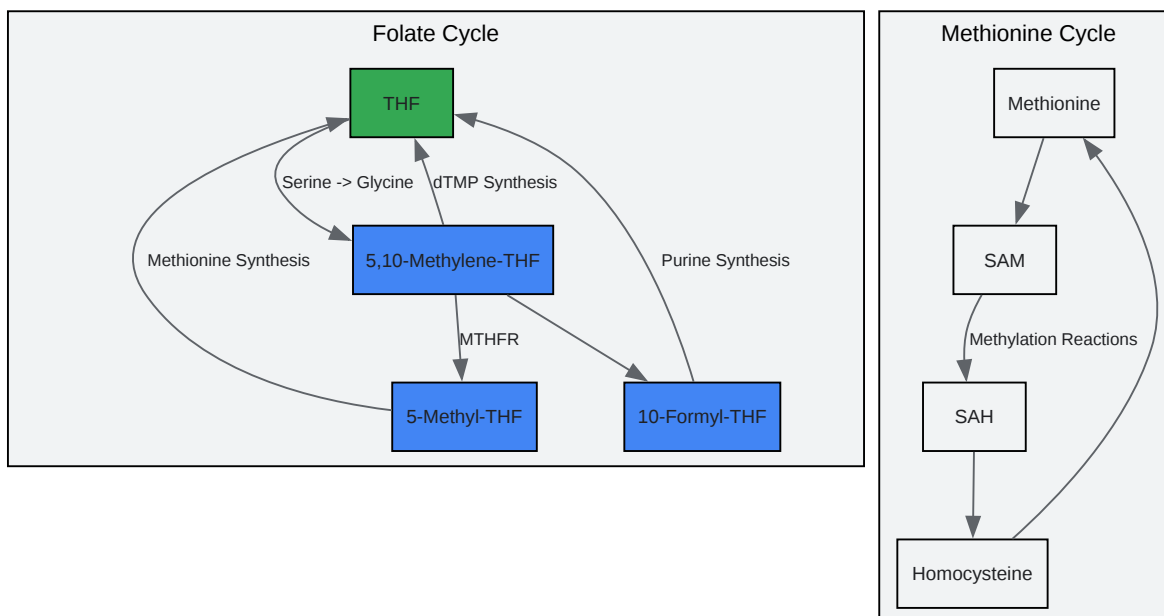 Folate Cycle
THF
Serine -> Glycine
dTMP Synthesis
Methionine Synthesis
5,10-Methylene-THF
Purine Synthesis
MTHFR
5-Methyl-THF
10-Formyl-THF
Methionine Cycle
Methionine
SAM
Methylation Reactions
SAH
Homocysteine